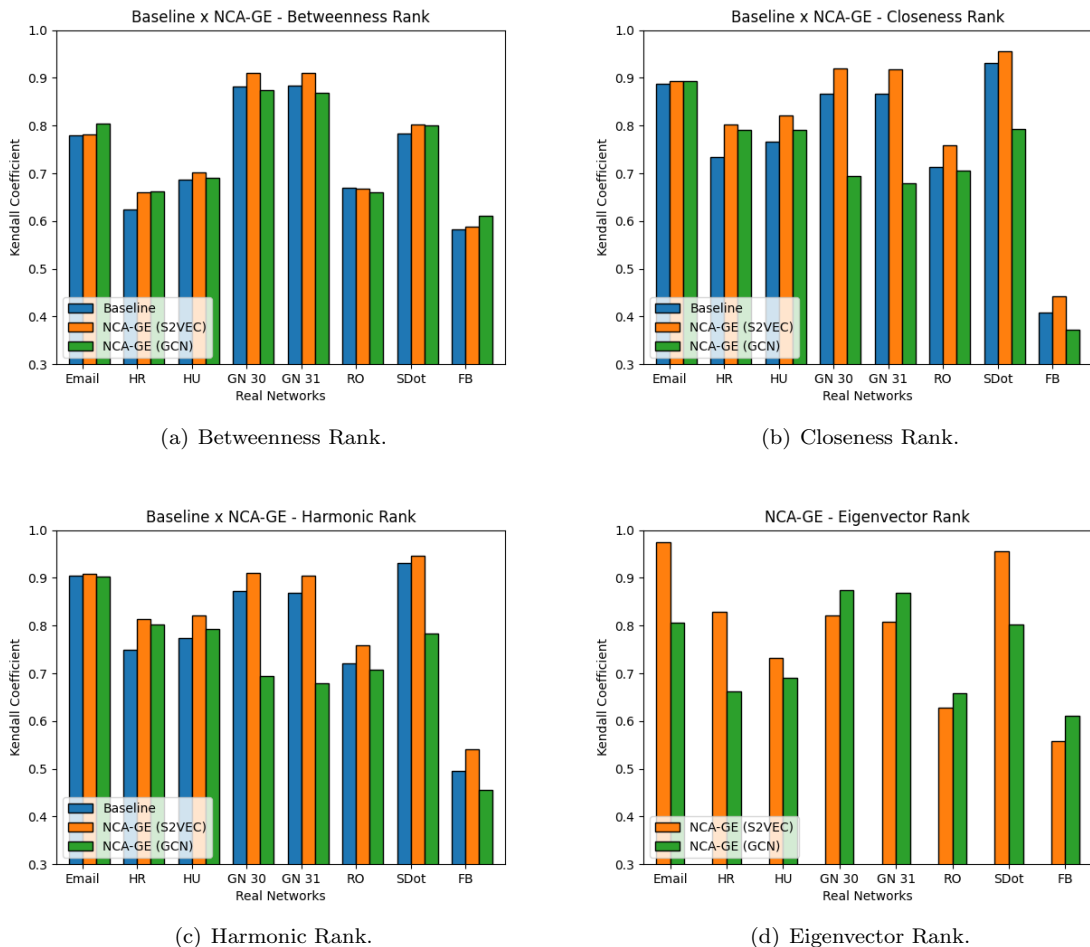 Baseline x NCA-GE - Betweenness Rank
1.0
0.9
0.8
0.7
0.6
0.5
0.4
0.3
Kendall Coefficient
Baseline
NCA-GE (S2VEC)
NCA-GE (GCN)
Email HR HU GN 30 GN 31 RO SDot FB
Real Networks
(a) Betweenness Rank.
Baseline x NCA-GE - Closeness Rank
1.0
0.9
0.8
0.7
0.6
0.5
0.4
0.3
Kendall Coefficient
Baseline
NCA-GE (S2VEC)
NCA-GE (GCN)
Email HR HU GN 30 GN 31 RO SDot FB
Real Networks
(b) Closeness Rank.
Baseline x NCA-GE - Harmonic Rank
1.0
0.9
0.8
0.7
0.6
0.5
0.4
0.3
Kendall Coefficient
Baseline
NCA-GE (S2VEC)
NCA-GE (GCN)
Email HR HU GN 30 GN 31 RO SDot FB
Real Networks
(c) Harmonic Rank.
NCA-GE - Eigenvector Rank
1.0
0.9
0.8
0.7
0.6
0.5
0.4
0.3
Kendall Coefficient
NCA-GE (S2VEC)
NCA-GE (GCN)
Email HR HU GN 30 GN 31 RO SDot FB
Real Networks
(d) Eigenvector Rank.